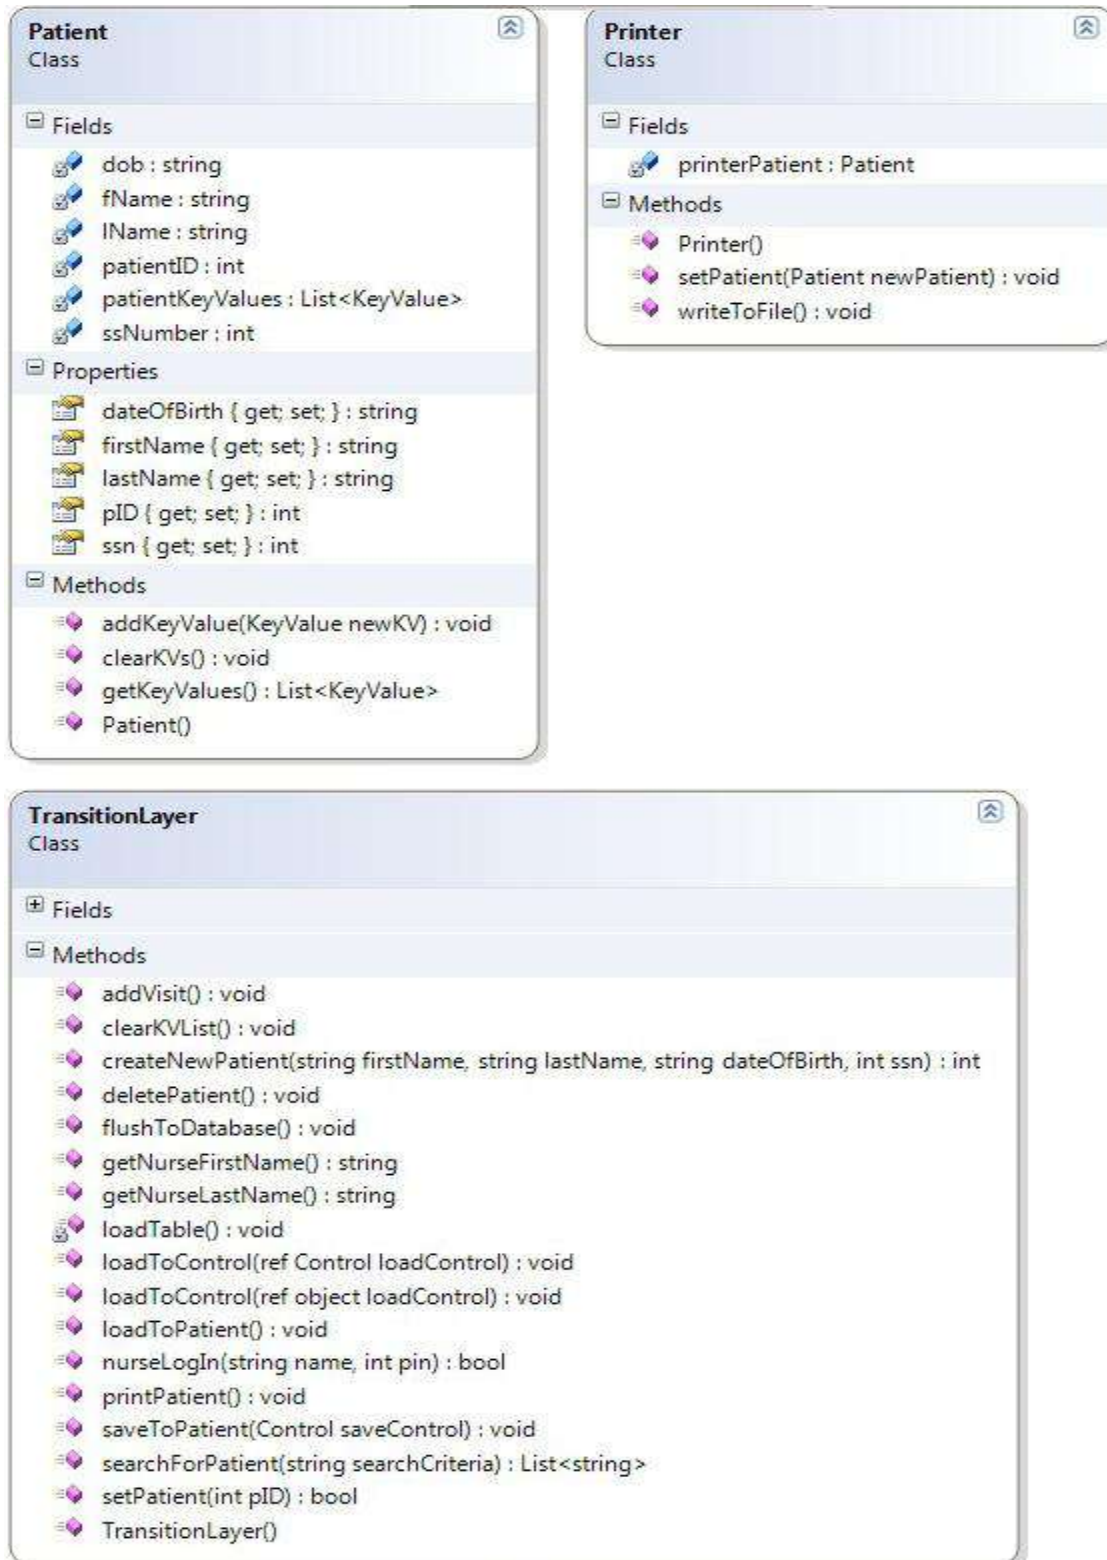 Patient
Class
Fields
dob : string
fName : string
lName : string
patientID : int
patientKeyValues : List<KeyValue>
ssNumber : int
Properties
dateOfBirth { get; set; } : string
firstName { get; set; } : string
lastName { get; set; } : string
pID { get; set; } : int
ssn { get; set; } : int
Methods
addKeyValue(KeyValue newKV) : void
clearKVs() : void
getKeyValues() : List<KeyValue>
Patient()
Printer
Class
Fields
printerPatient : Patient
Methods
Printer()
setPatient(Patient newPatient) : void
writeToFile() : void
TransitionLayer
Class
Fields
Methods
addVisit() : void
clearKVList() : void
createNewPatient(string firstName, string lastName, string dateOfBirth, int ssn) : int
deletePatient() : void
flushToDatabase() : void
getNurseFirstName() : string
getNurseLastName() : string
loadTable() : void
loadToControl(ref Control loadControl) : void
loadToControl(ref object loadControl) : void
loadToPatient() : void
nurseLogIn(string name, int pin) : bool
printPatient() : void
saveToPatient(Control saveControl) : void
searchForPatient(string searchCriteria) : List<string>
setPatient(int pID) : bool
TransitionLayer()